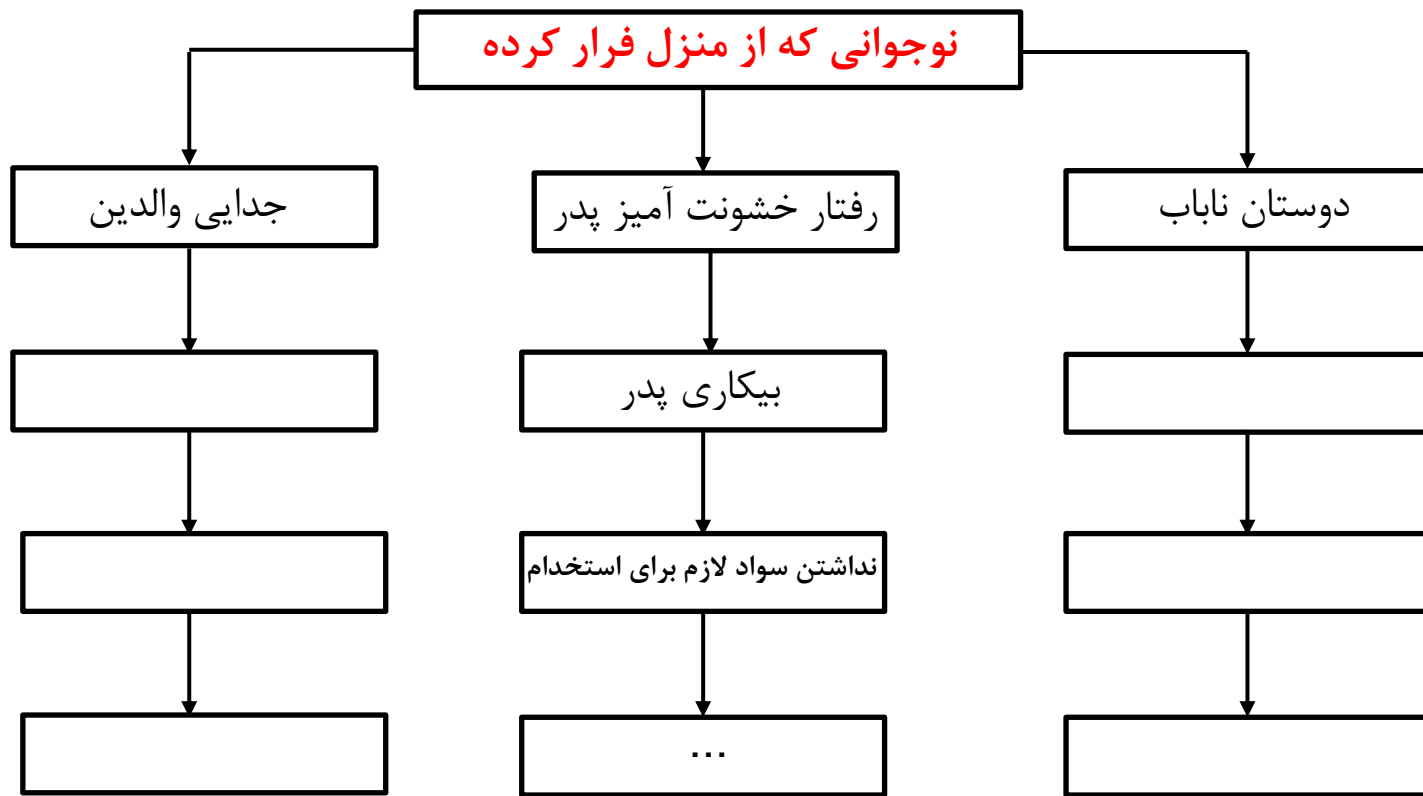 نوجوانی که از منزل فرار کرده
دوستان ناباب
رفتار خشونت آمیز پدر
جدایی والدین
بیکاری پدر
نداشتن سواد لازم برای استخدام
...